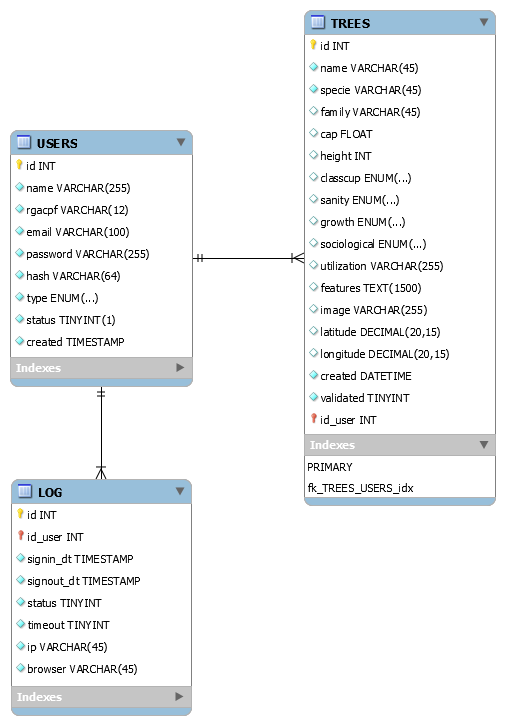 TREES
id INT
name VARCHAR(45)
specie VARCHAR(45)
family VARCHAR(45)
cap FLOAT
height INT
classcup ENUM(...)
sanity ENUM(...)
growth ENUM(...)
sociological ENUM(...)
utilization VARCHAR(255)
features TEXT(1500)
image VARCHAR(255)
latitude DECIMAL(20,15)
longitude DECIMAL(20,15)
created DATETIME
validated TINYINT
id_user INT
Indexes
PRIMARY
fk_TREES_USERS_idx
USERS
id INT
name VARCHAR(255)
rgacpf VARCHAR(12)
email VARCHAR(100)
password VARCHAR(255)
hash VARCHAR(64)
type ENUM(...)
status TINYINT(1)
created TIMESTAMP
Indexes
LOG
id INT
id_user INT
signin_dt TIMESTAMP
signout_dt TIMESTAMP
status TINYINT
timeout TINYINT
ip VARCHAR(45)
browser VARCHAR(45)
Indexes